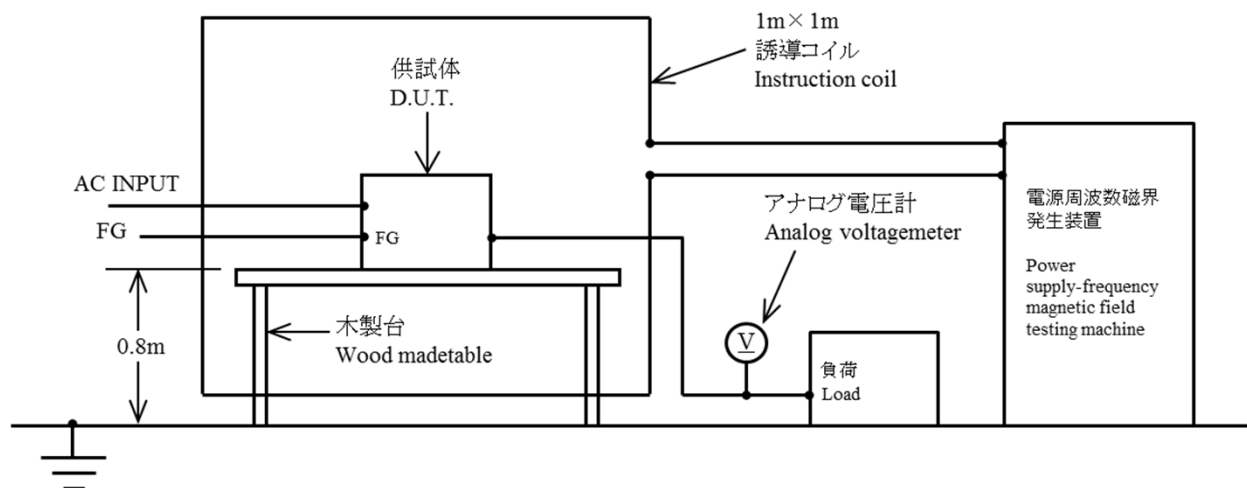 1m×1m
誘導コイル
Instruction coil
供試体
D.U.T.
AC INPUT
FG
FG
アナログ電圧計
Analog voltagemeter
電源周波数磁界
発生装置
Power
supply-frequency
magnetic field
testing machine
0.8m
木製台
Wood madetable
V
負荷
Load